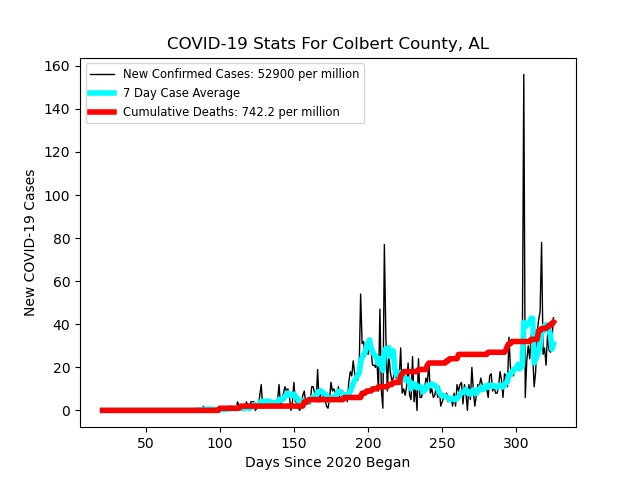 COVID-19 Stats For Colbert County, AL
New Confirmed Cases: 52900 per million
7 Day Case Average
Cumulative Deaths: 742.2 per million
New COVID-19 Cases
160
140
120
100
80
60
40
20
0
50 100 150 200 250 300
Days Since 2020 Began